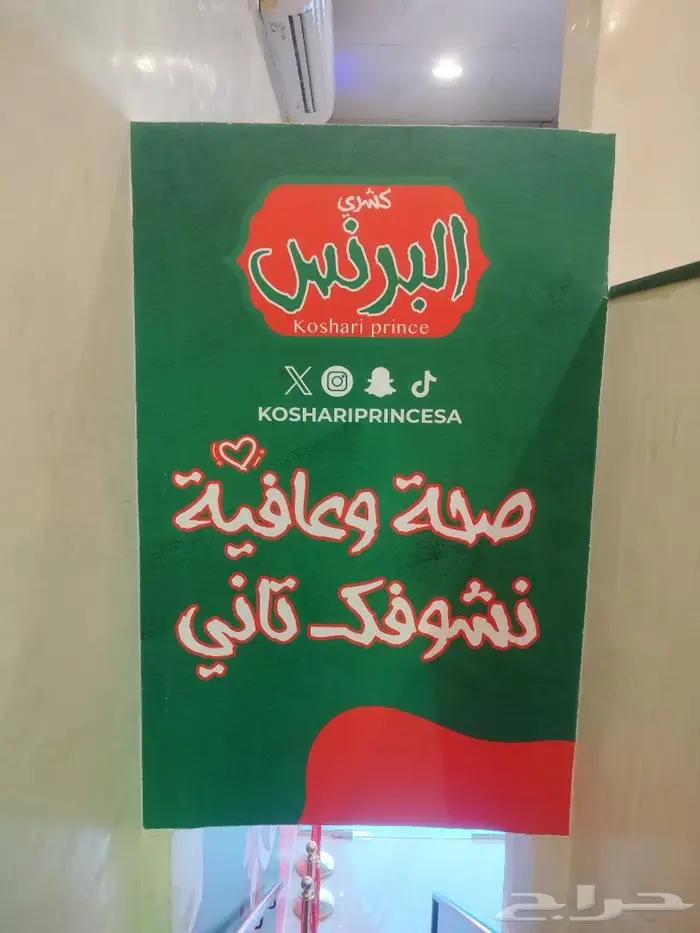 كشري
البرنس
Koshari prince
KOSHARIPRINCESA
صحة وعافية
نشوفك تاني
حراج